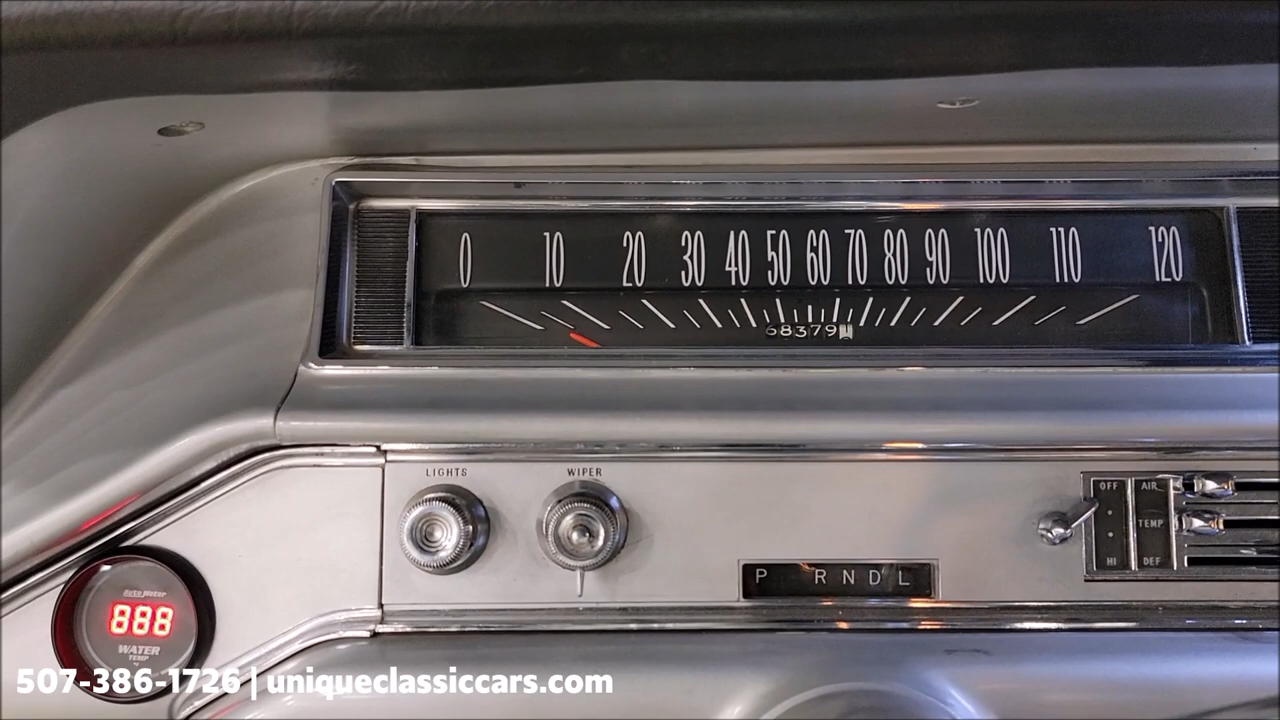 0 10 20 30 40 50 60 70 80 90 100 110 120
68379
LIGHTS WIPER
OFF AIR
TEMP
HI DEF
P RNDL
Auto Meter
888
WATER
TEMP
507-386-1726 | uniqueclassiccars.com